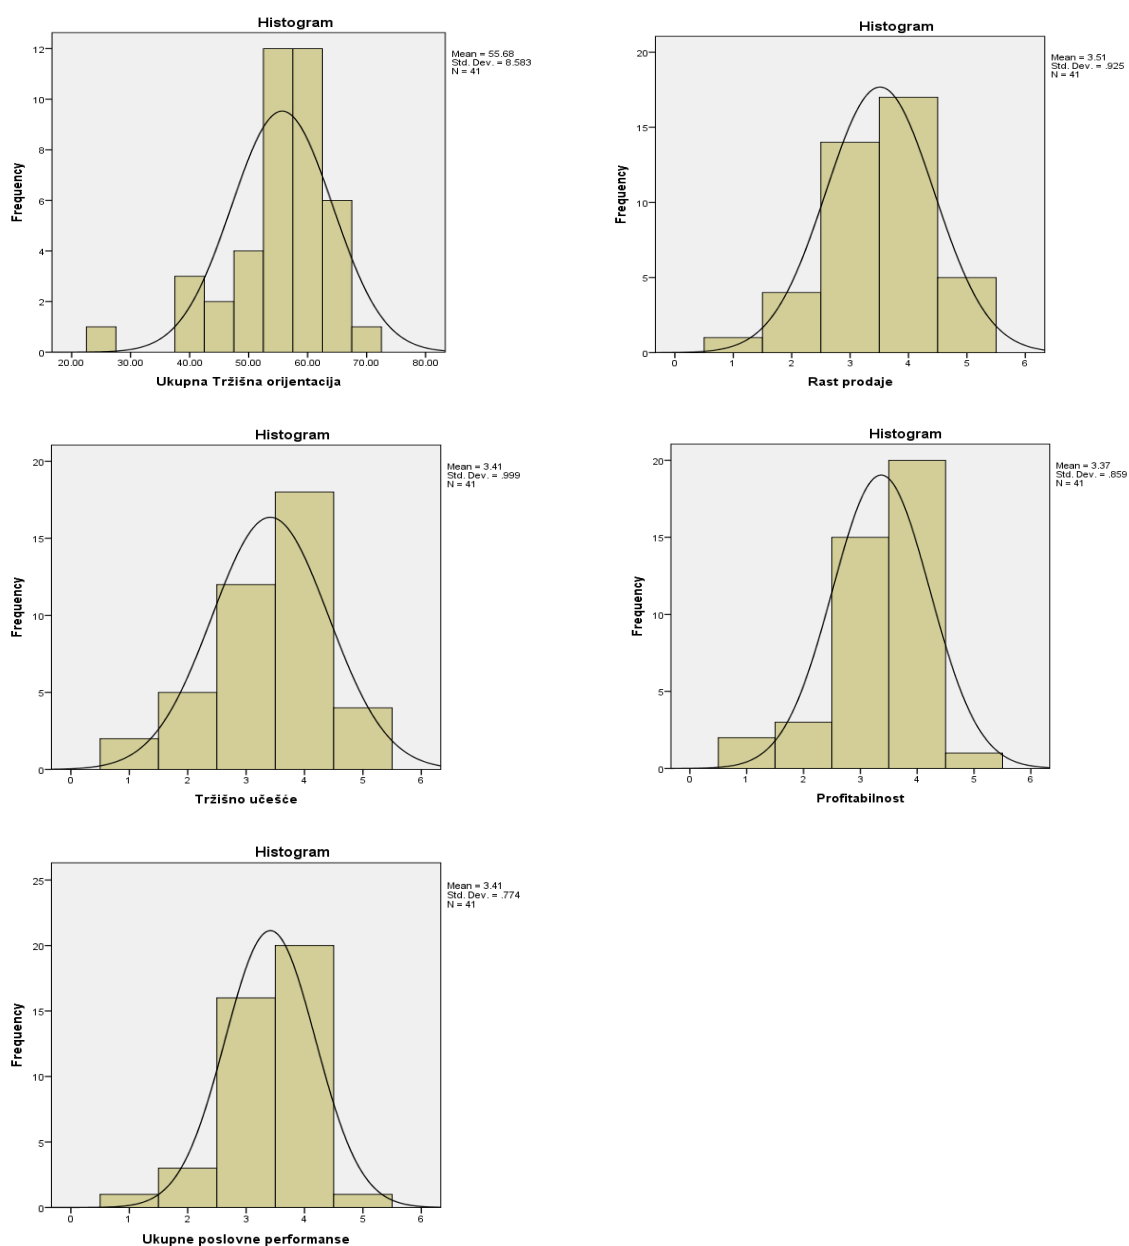 Histogram
Mean = 55.68
Std. Dev. = 8.583
N = 41
12
10
8
6
4
2
0
Frequency
20.00 30.00 40.00 50.00 60.00 70.00 80.00
Ukupna Tržišna orijentacija
Histogram
Mean = 3.51
Std. Dev. = .925
N = 41
20
15
10
5
0
Frequency
0 1 2 3 4 5 6
Rast prodaje
Histogram
Mean = 3.41
Std. Dev. = .999
N = 41
20
15
10
5
0
Frequency
0 1 2 3 4 5 6
Tržišno učešće
Histogram
Mean = 3.37
Std. Dev. = .859
N = 41
20
15
10
5
0
Frequency
0 1 2 3 4 5 6
Profitabilnost
Histogram
Mean = 3.41
Std. Dev. = .774
N = 41
25
20
15
10
5
0
Frequency
0 1 2 3 4 5 6
Ukupne poslovne performanse